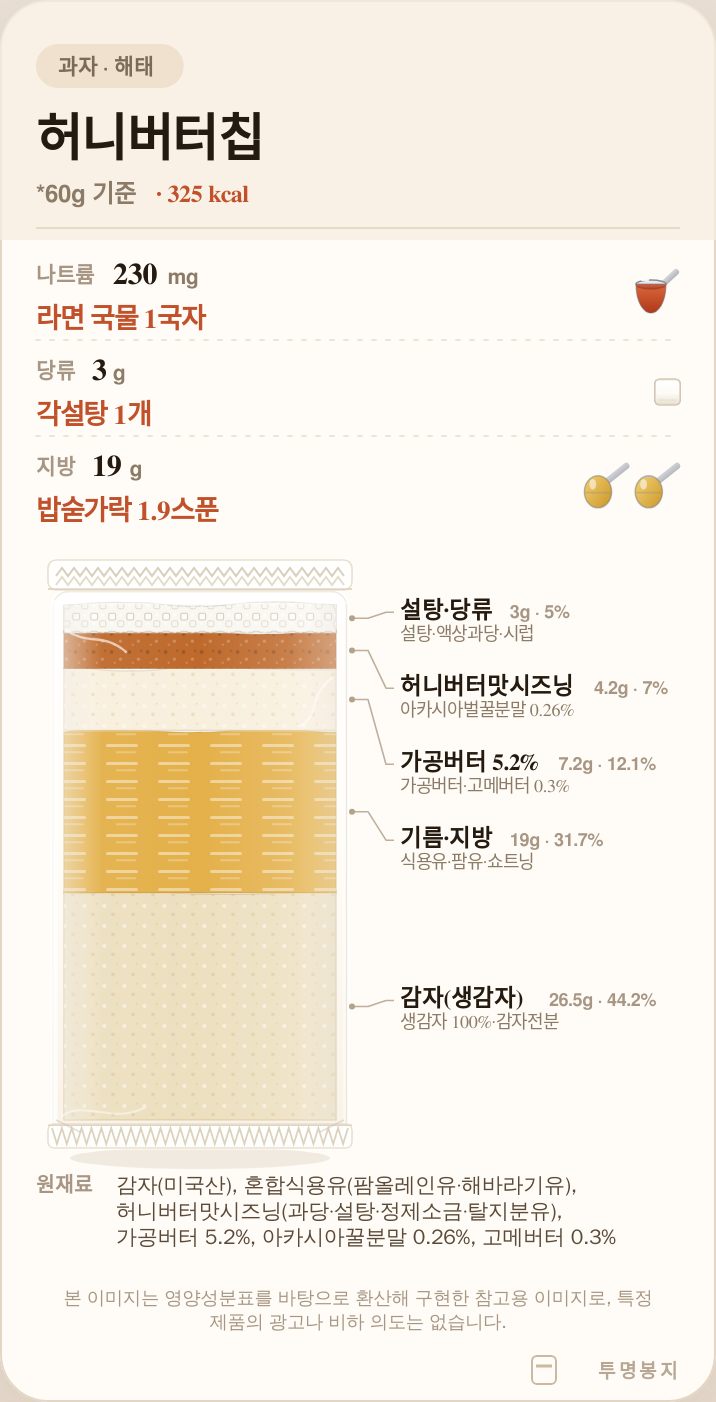 과자 · 해태
허니버터칩
*60g 기준 · 325 kcal
나트륨 230 mg
라면 국물 1국자
당류 3 g
각설탕 1개
지방 19 g
밥숟가락 1.9스푼
설탕·당류 3g · 5%
설탕·액상과당·시럽
허니버터맛시즈닝 4.2g · 7%
아카시아벌꿀분말 0.26%
가공버터 5.2% 7.2g · 12.1%
가공버터·고메버터 0.3%
기름·지방 19g · 31.7%
식용유·팜유·쇼트닝
감자(생감자) 26.5g · 44.2%
생감자 100%·감자전분
원재료 감자(미국산), 혼합식용유(팜올레인유·해바라기유),
허니버터맛시즈닝(과당·설탕·정제소금·탈지분유),
가공버터 5.2%, 아카시아꿀분말 0.26%, 고메버터 0.3%
본 이미지는 영양성분표를 바탕으로 환산해 구현한 참고용 이미지로, 특정
제품의 광고나 비하 의도는 없습니다.
투명봉지